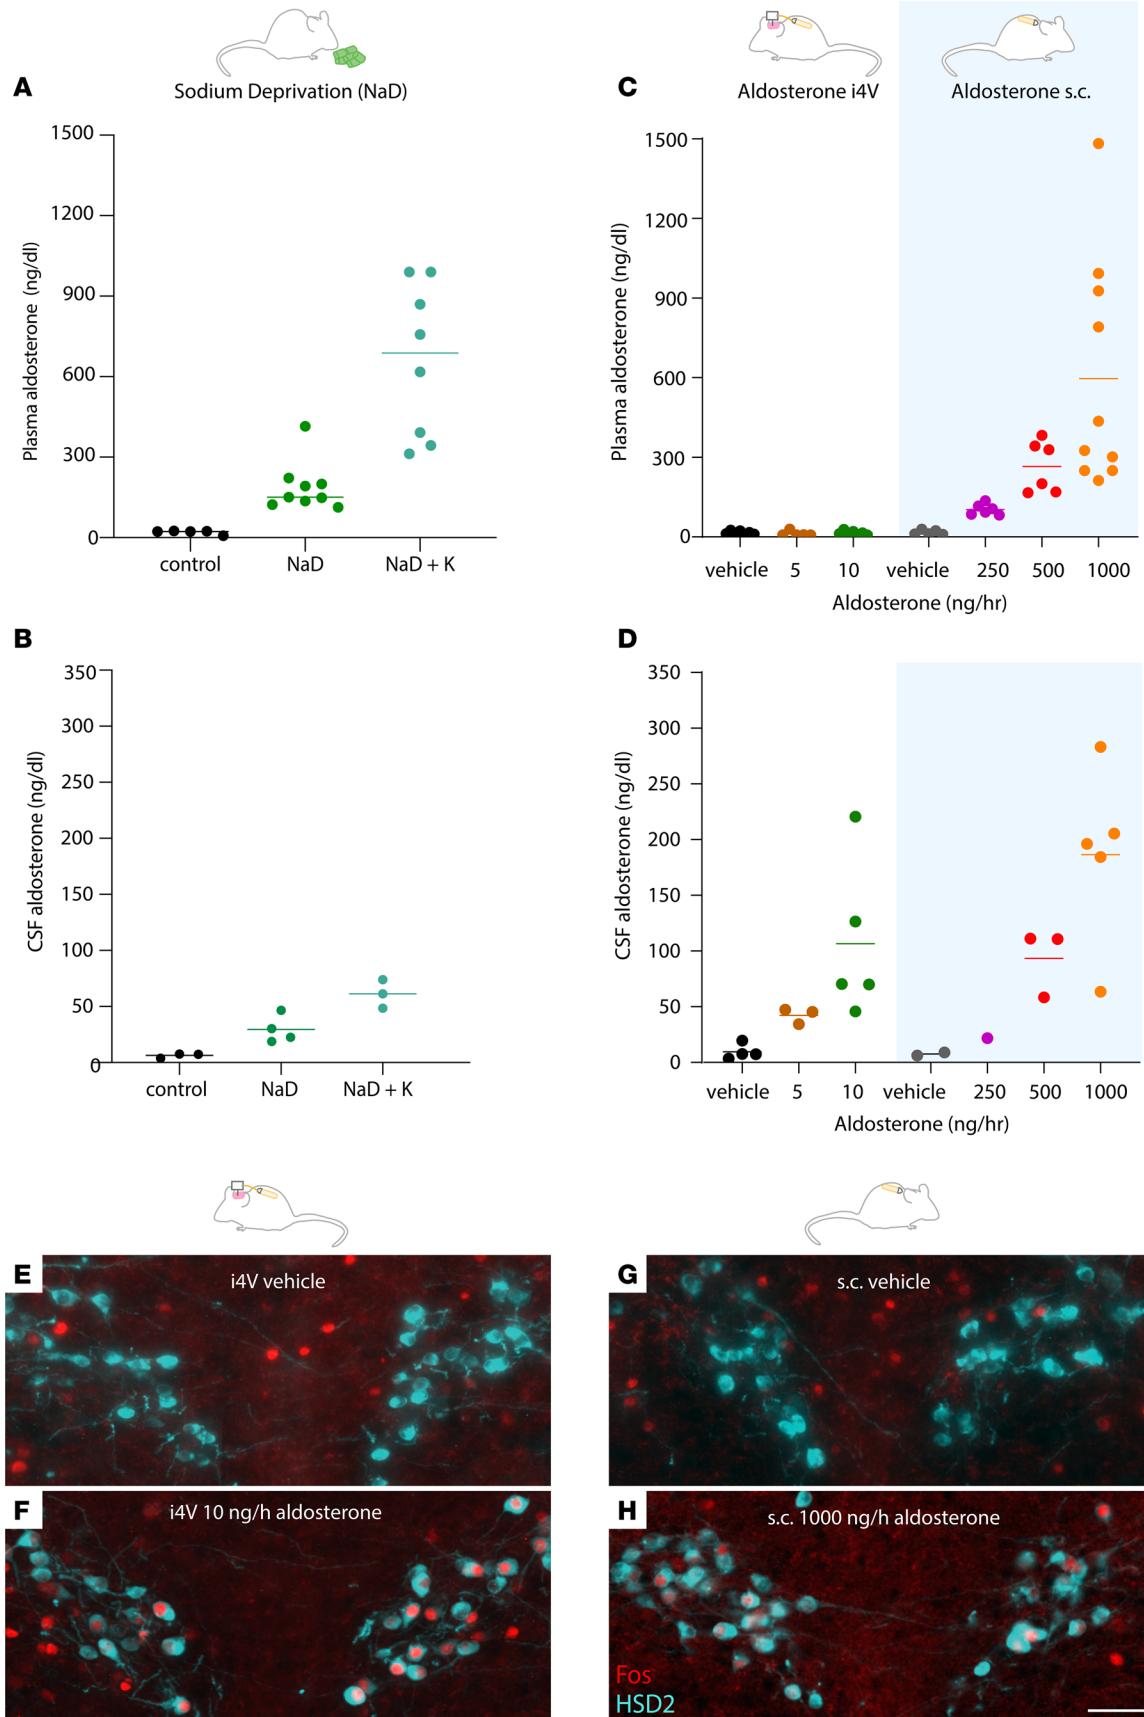 A
Sodium Deprivation (NaD)
Plasma aldosterone (ng/dl)
1500
1200
900
600
300
0
control
NaD
NaD + K
C
Aldosterone i4V
Aldosterone s.c.
Plasma aldosterone (ng/dl)
1500
1200
900
600
300
0
vehicle
5
10
vehicle
250
500
1000
Aldosterone (ng/hr)
B
CSF aldosterone (ng/dl)
350
300
250
200
150
100
50
0
control
NaD
NaD + K
D
CSF aldosterone (ng/dl)
350
300
250
200
150
100
50
0
vehicle
5
10
vehicle
250
500
1000
Aldosterone (ng/hr)
E
i4V vehicle
G
s.c. vehicle
F
i4V 10 ng/h aldosterone
H
s.c. 1000 ng/h aldosterone
Fos
HSD2